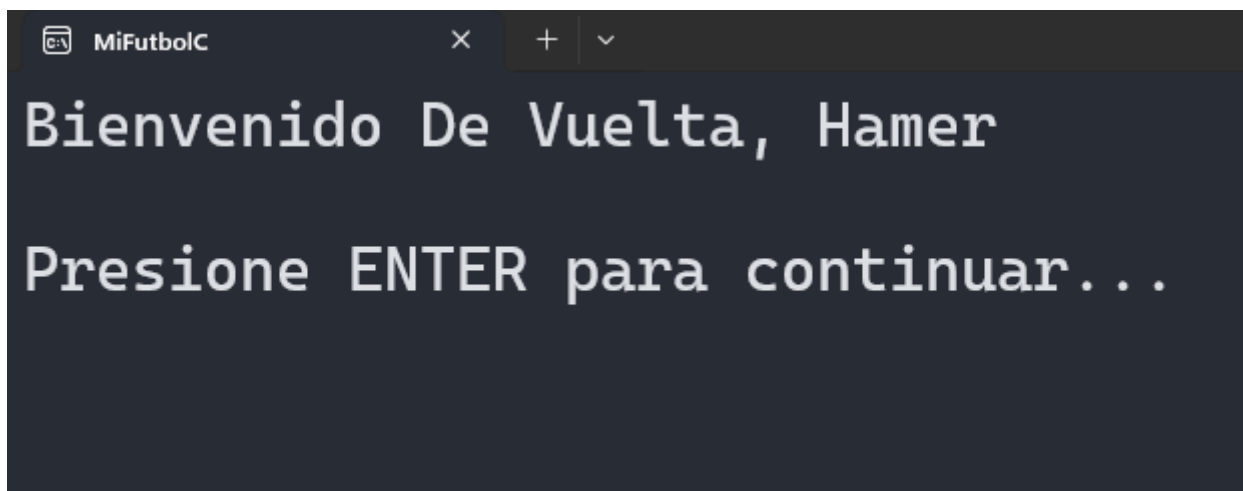 MiFutbolC
Bienvenido De Vuelta, Hamer
Presione ENTER para continuar...